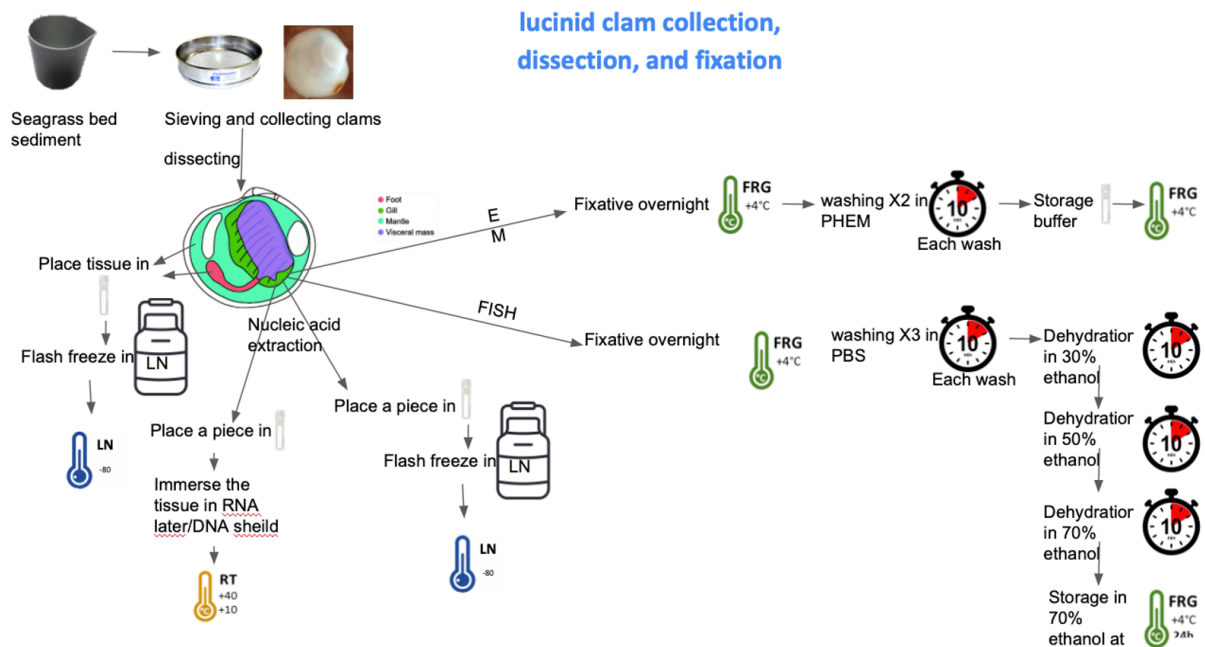 lucinid clam collection,
dissection, and fixation
Seagrass bed
sediment
Sieving and collecting clams
dissecting
Foot
Gill
Mantle
Visceral mass
E
M
Fixative overnight
FRG
+4°C
°C
washing X2 in
PHEM
10
min
Each wash
Storage
buffer
FRG
+4°C
°C
Place tissue in
Flash freeze in
LN
LN
-80
°C
Nucleic acid
extraction
Place a piece in
Immerse the
tissue in RNA
later/DNA sheild
RT
+40
+10
°C
Place a piece in
Flash freeze in
LN
LN
-80
°C
FISH
Fixative overnight
FRG
+4°C
°C
washing X3 in
PBS
10
min
Each wash
Dehydration
in 30%
ethanol
10
min
Dehydration
in 50%
ethanol
10
min
Dehydration
in 70%
ethanol
10
min
Storage in
70%
ethanol at
FRG
+4°C
24h
°C